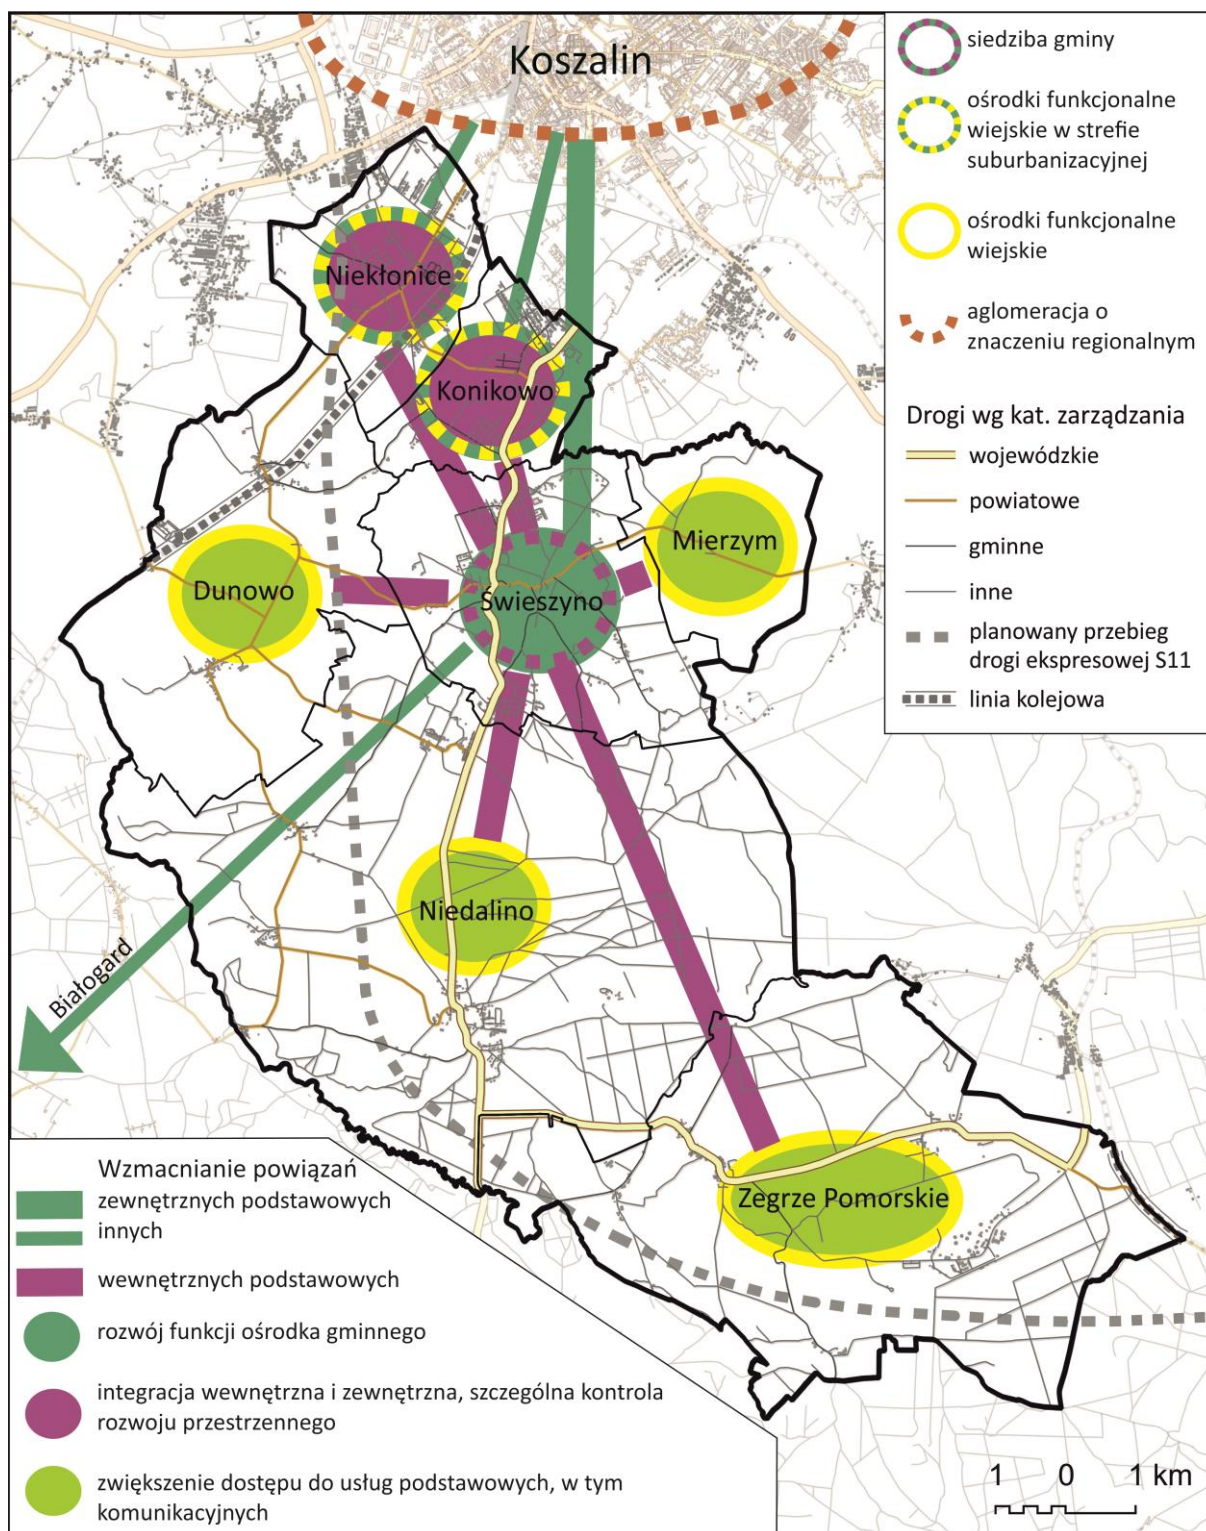 Koszalin
siedziba gminy
ośrodki funkcjonalne
wiejskie w strefie
suburbanizacyjnej
ośrodki funkcjonalne
wiejskie
aglomeracja o
znaczeniu regionalnym
Drogi wg kat. zarządzania
wojewódzkie
powiatowe
gminne
inne
planowany przebieg
drogi ekspresowej S11
linia kolejowa
Niekłonice
Konikowo
Mierzym
Dunowo
Świeszyno
Niedalino
Białogard
Zegrze Pomorskie
Wzmacnianie powiązań
zewnętrznych podstawowych
innych
wewnętrznych podstawowych
rozwój funkcji ośrodka gminnego
integracja wewnętrzna i zewnętrzna, szczególna kontrola
rozwoju przestrzennego
zwiększenie dostępu do usług podstawowych, w tym
komunikacyjnych
1 0 1 km